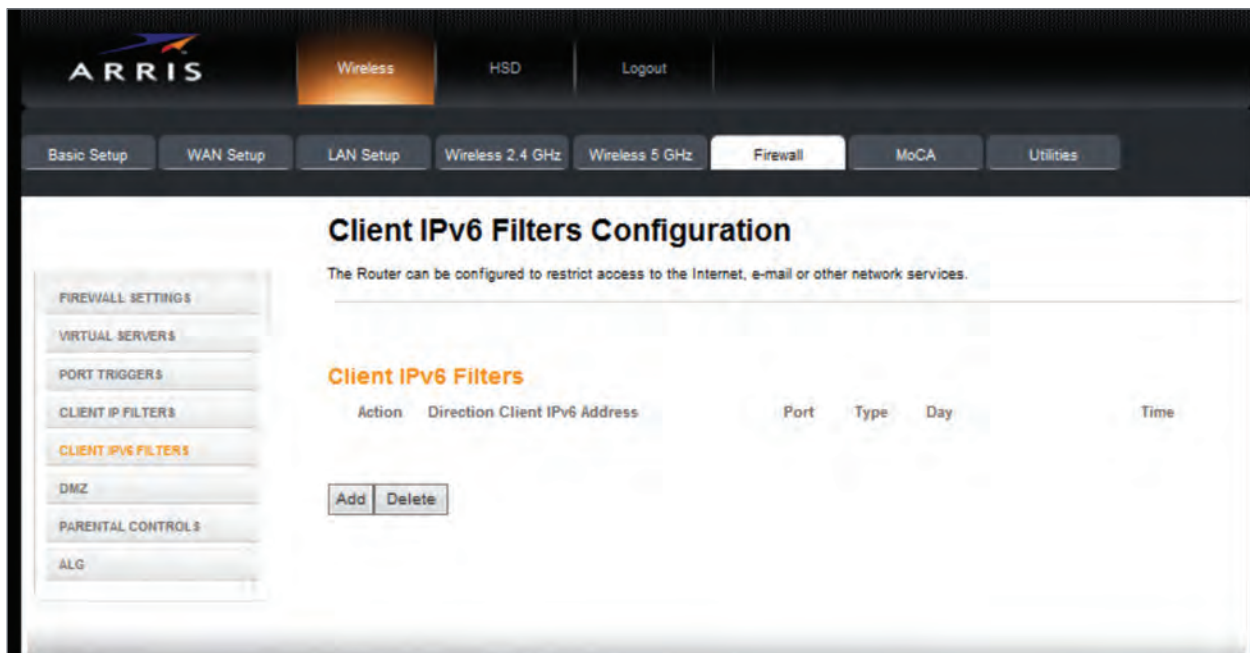 ARRIS
Wireless HSD Logout
Basic Setup WAN Setup LAN Setup Wireless 2.4 GHz Wireless 5 GHz Firewall MoCA Utilities
Client IPv6 Filters Configuration
The Router can be configured to restrict access to the Internet, e-mail or other network services.
FIREWALL SETTINGS
VIRTUAL SERVERS
PORT TRIGGERS
CLIENT IP FILTERS
CLIENT IPV6 FILTERS
DMZ
PARENTAL CONTROLS
ALG
Client IPv6 Filters
Action Direction Client IPv6 Address Port Type Day Time
Add Delete